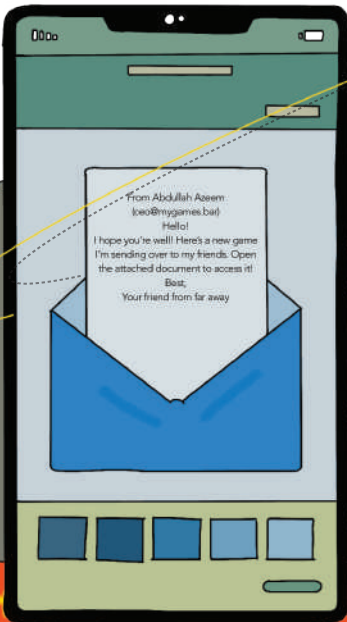 From Abdullah Azeem
(ceo@mygames.bar)
Hello!
I hope you're well! Here's a new game
I'm sending over to my friends. Open
the attached document to access it!
Best,
Your friend from far away